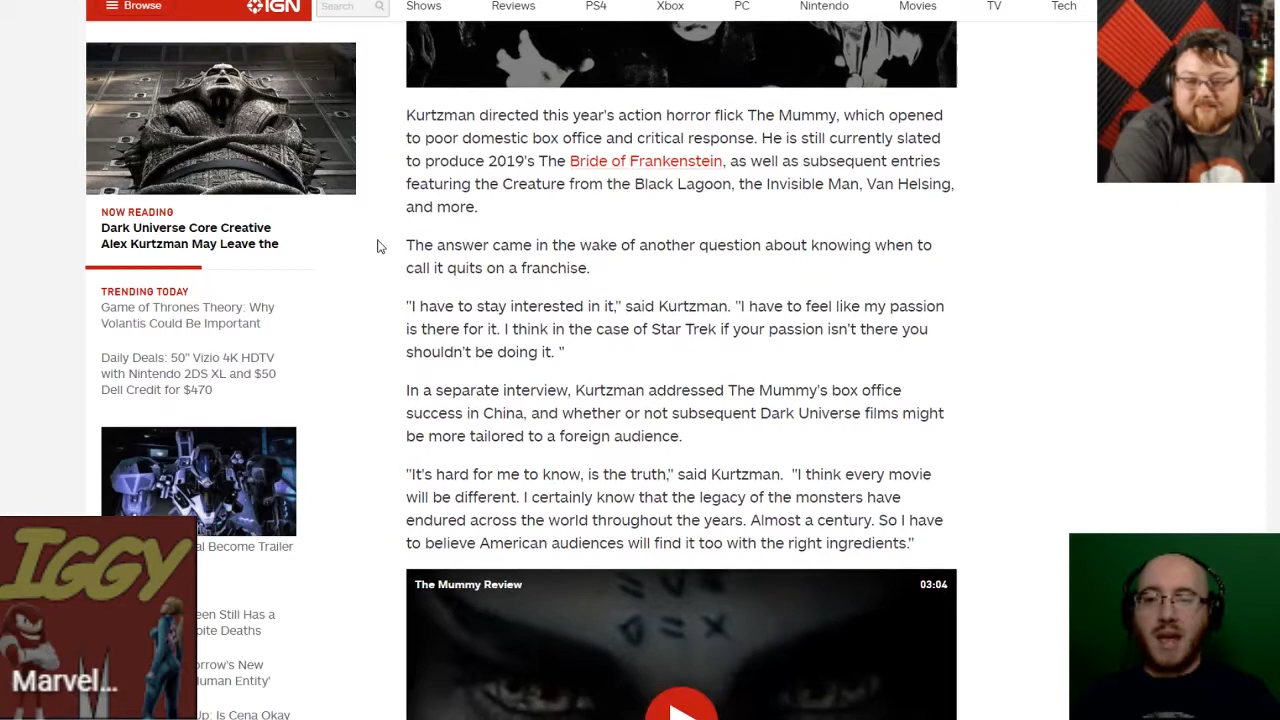 Browse
IGN
Search
Shows
Reviews
PS4
Xbox
PC
Nintendo
Movies
TV
Tech
NOW READING
Dark Universe Core Creative
Alex Kurtzman May Leave the
TRENDING TODAY
Game of Thrones Theory: Why
Volantis Could Be Important
Daily Deals: 50" Vizio 4K HDTV
with Nintendo 2DS XL and $50
Dell Credit for $470
al Become Trailer
een Still Has a
pite Deaths
rrow's New
uman Entity'
Up: Is Cena Okay
Kurtzman directed this year's action horror flick The Mummy, which opened
to poor domestic box office and critical response. He is still currently slated
to produce 2019's The Bride of Frankenstein, as well as subsequent entries
featuring the Creature from the Black Lagoon, the Invisible Man, Van Helsing,
and more.
The answer came in the wake of another question about knowing when to
call it quits on a franchise.
"I have to stay interested in it," said Kurtzman. "I have to feel like my passion
is there for it. I think in the case of Star Trek if your passion isn't there you
shouldn't be doing it. "
In a separate interview, Kurtzman addressed The Mummy's box office
success in China, and whether or not subsequent Dark Universe films might
be more tailored to a foreign audience.
"It's hard for me to know, is the truth," said Kurtzman.  "I think every movie
will be different. I certainly know that the legacy of the monsters have
endured across the world throughout the years. Almost a century. So I have
to believe American audiences will find it too with the right ingredients."
The Mummy Review
03:04
IGGY
Marvel...